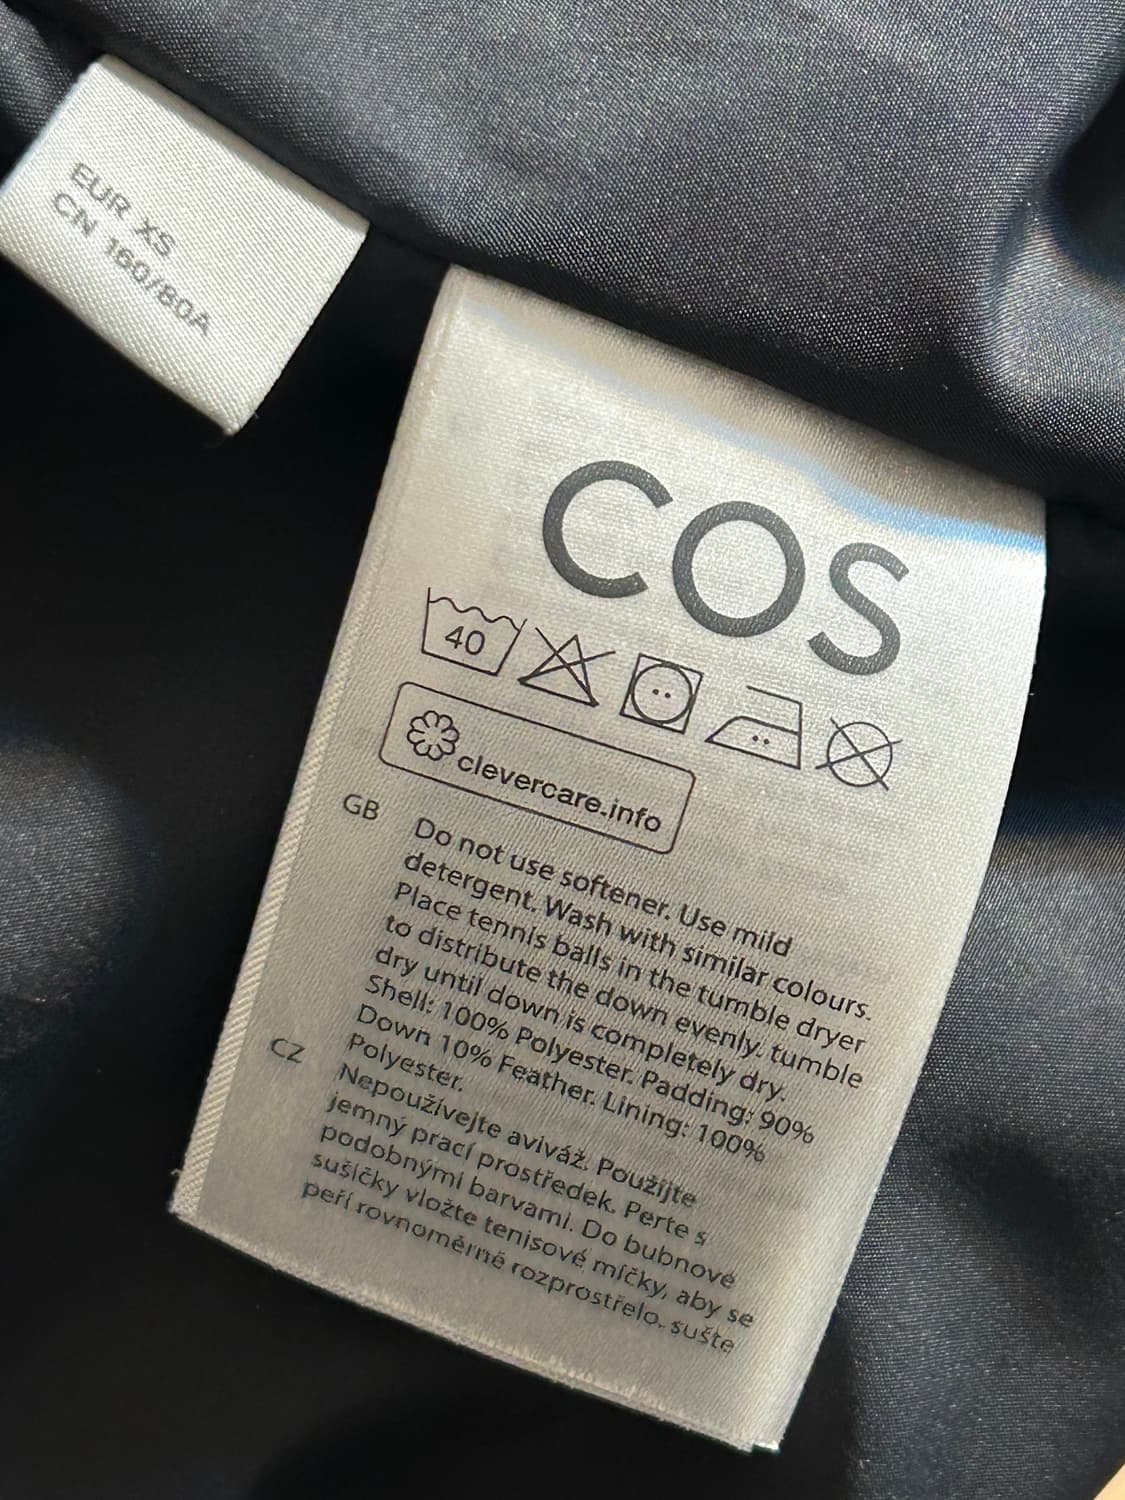 EUR XS
CN 160/80A
COS
40
clevercare.info
GB
Do not use softener. Use mild
detergent. Wash with similar colours.
Place tennis balls in the tumble dryer
to distribute the down evenly. tumble
dry until down is completely dry.
Shell: 100% Polyester. Padding: 90%
Down 10% Feather. Lining: 100%
Polyester.
CZ
Nepoužívejte aviváž. Použijte
jemný prací prostředek. Perte s
podobnými barvami. Do bubnové
sušičky vložte tenisové míčky, aby se
peří rovnoměrně rozprostřelo. sušte